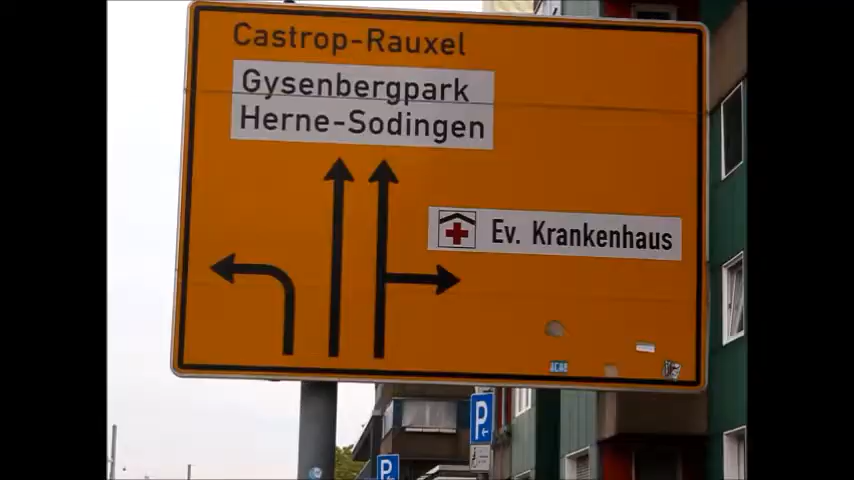 Castrop-Rauxel
Gysenbergpark
Herne-Sodingen
Ev. Krankenhaus
P
P